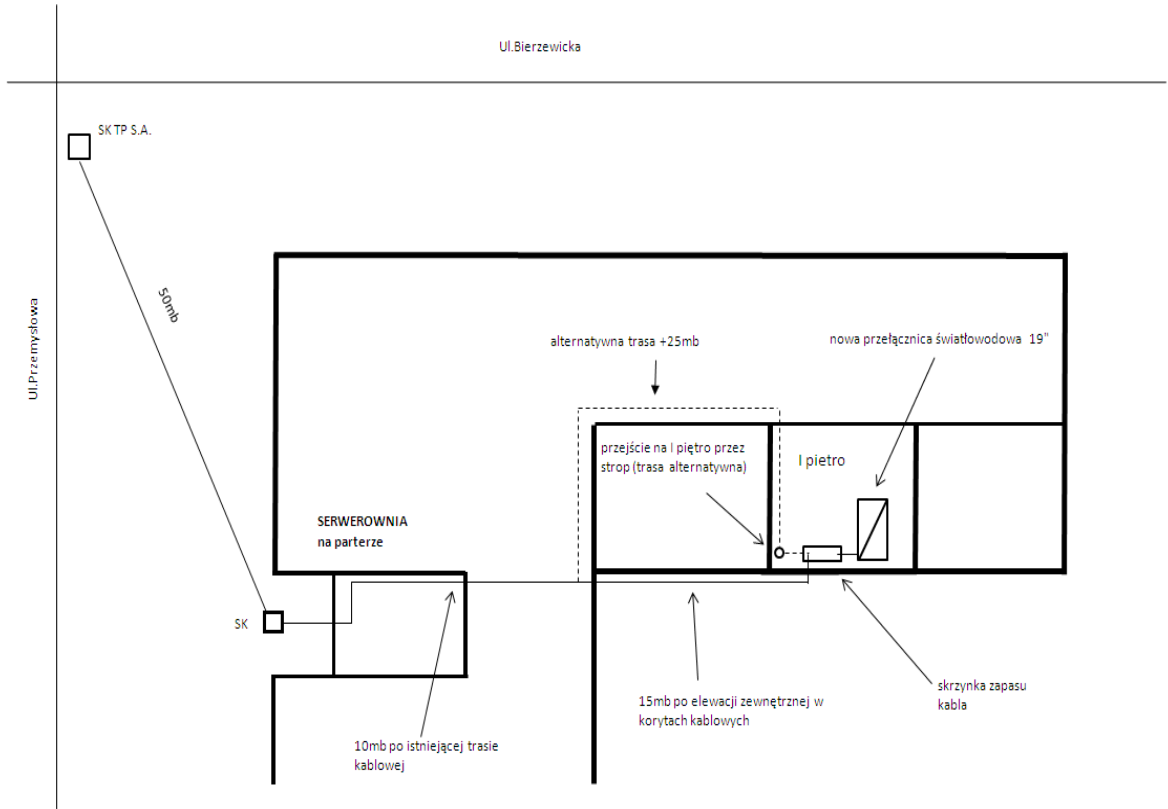 Ul.Bierzewicka
SK TP S.A.
50mb
Ul.Przemysłowa
alternatywna trasa +25mb
nowa przełącznica światłowodowa 19"
przejście na I piętro przez
strop (trasa alternatywna)
I pietro
SERWEROWNIA
na parterze
SK
15mb po elewacji zewnętrznej w
korytach kablowych
skrzynka zapasu
kabla
10mb po istniejącej trasie
kablowej